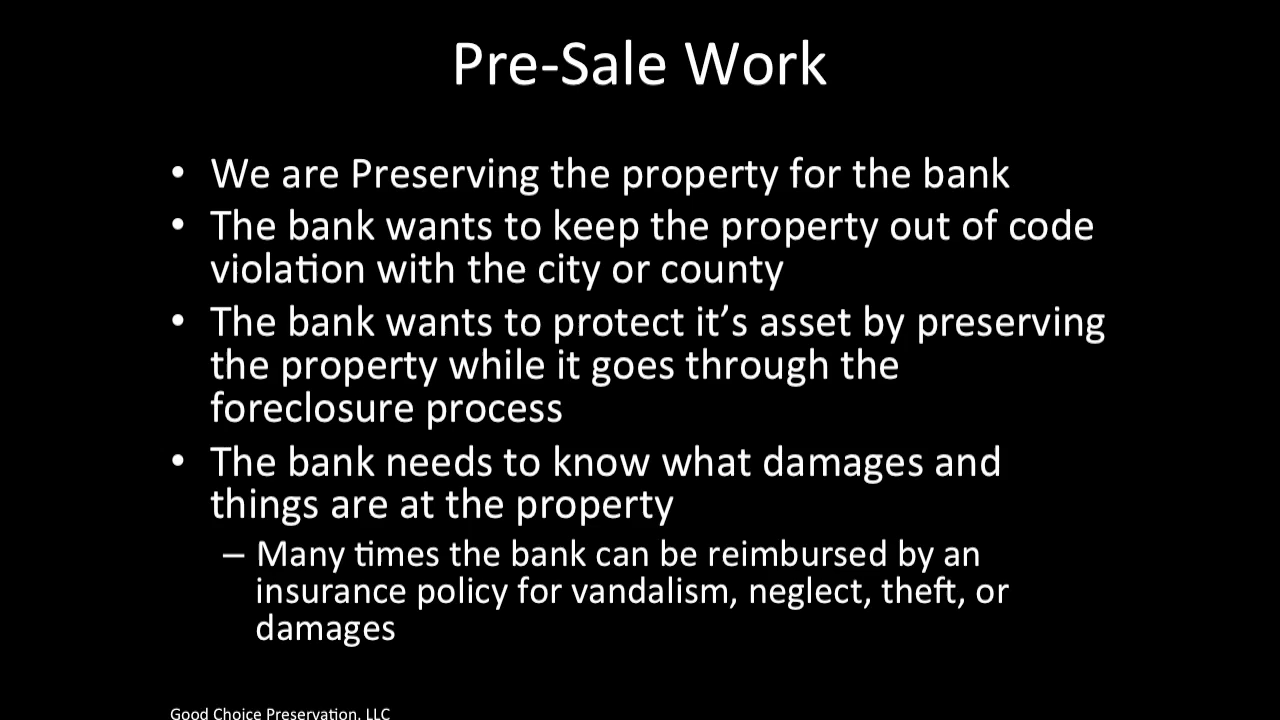 Pre-Sale Work
• We are Preserving the property for the bank
• The bank wants to keep the property out of code
violation with the city or county
• The bank wants to protect it’s asset by preserving
the property while it goes through the
foreclosure process
• The bank needs to know what damages and
things are at the property
– Many times the bank can be reimbursed by an
insurance policy for vandalism, neglect, theft, or
damages
Good Choice Preservation, LLC